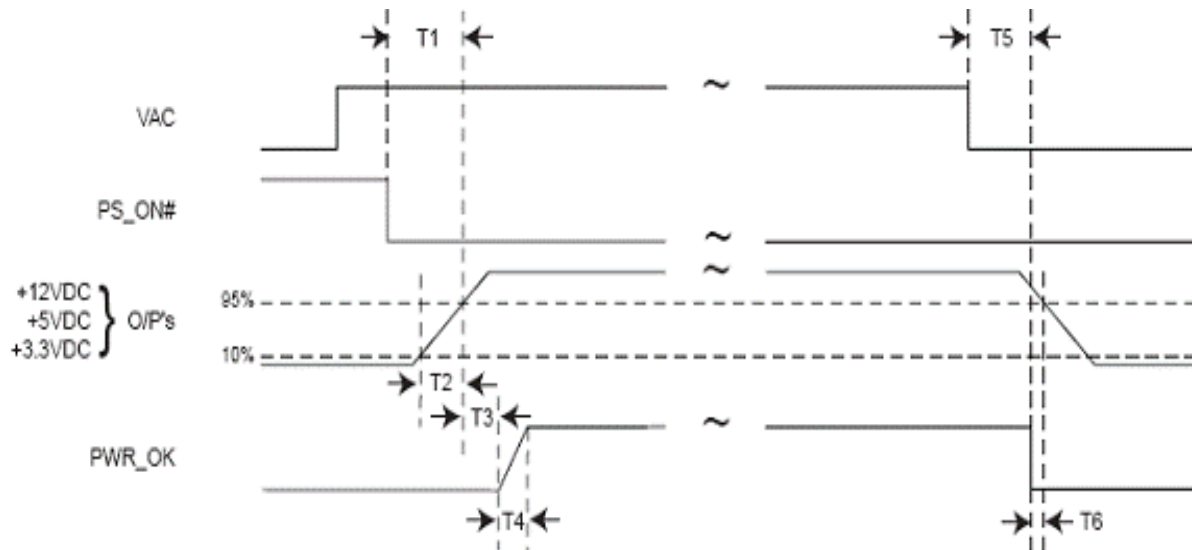 T1
T5
VAC
PS_ON#
+12VDC
+5VDC
+3.3VDC
} O/P's
95%
10%
~
~
~
~
T2
T3
PWR_OK
T4
T6